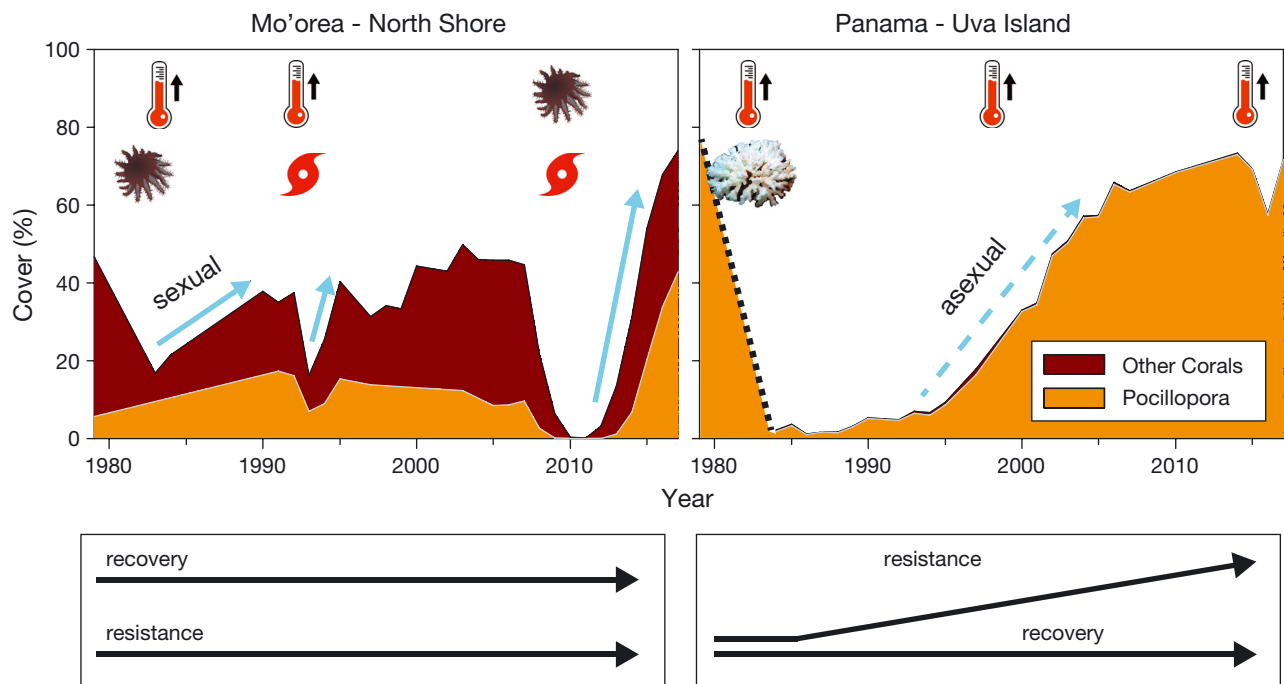 Mo’orea - North Shore
Panama - Uva Island
Cover (%)
100
80
60
40
20
0
sexual
asexual
Other Corals
Pocillopora
1980
1990
2000
2010
1980
1990
2000
2010
Year
recovery
resistance
resistance
recovery